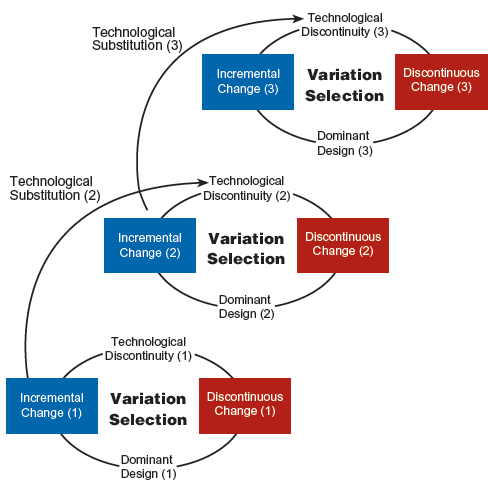 Technological
Substitution (3)
Technological
Discontinuity (3)
Incremental
Change (3)
Variation
Selection
Discontinuous
Change (3)
Dominant
Design (3)
Technological
Substitution (2)
Technological
Discontinuity (2)
Incremental
Change (2)
Variation
Selection
Discontinuous
Change (2)
Dominant
Design (2)
Technological
Discontinuity (1)
Incremental
Change (1)
Variation
Selection
Discontinuous
Change (1)
Dominant
Design (1)